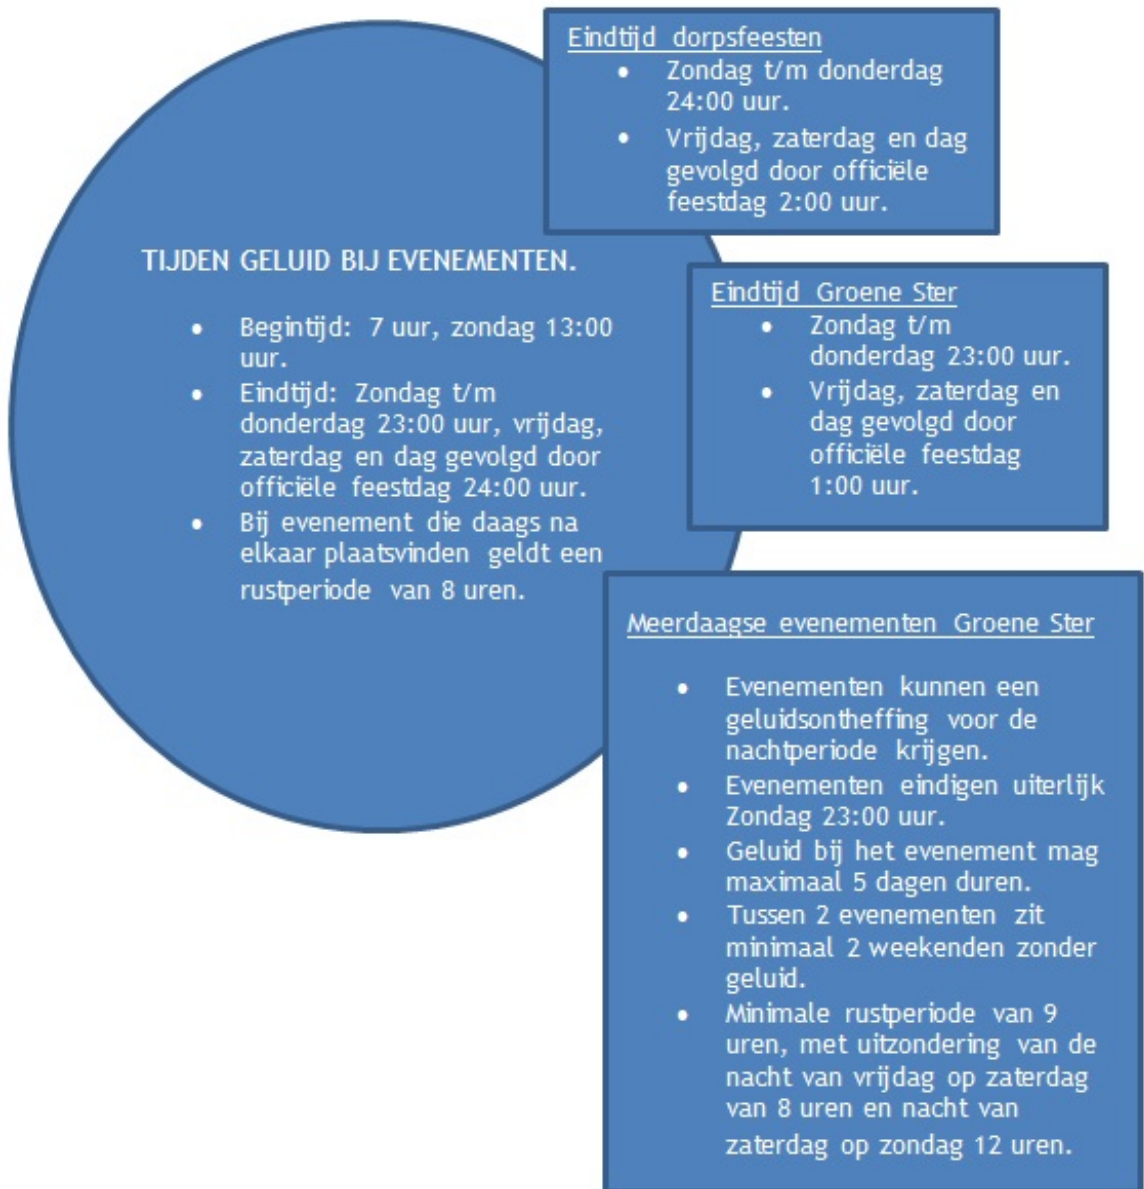 Eindtijd dorpsfeesten
• Zondag t/m donderdag
24:00 uur.
• Vrijdag, zaterdag en dag
gevolgd door officiële
feestdag 2:00 uur.
TIJDEN GELUID BIJ EVENEMENTEN.
• Begintijd: 7 uur, zondag 13:00
uur.
• Eindtijd: Zondag t/m
donderdag 23:00 uur, vrijdag,
zaterdag en dag gevolgd door
officiële feestdag 24:00 uur.
• Bij evenement die daags na
elkaar plaatsvinden geldt een
rustperiode van 8 uren.
Eindtijd Groene Ster
• Zondag t/m
donderdag 23:00 uur.
• Vrijdag, zaterdag en
dag gevolgd door
officiële feestdag
1:00 uur.
Meerdaagse evenementen Groene Ster
• Evenementen kunnen een
geluidsontheffing voor de
nachtperiode krijgen.
• Evenementen eindigen uiterlijk
Zondag 23:00 uur.
• Geluid bij het evenement mag
maximaal 5 dagen duren.
• Tussen 2 evenementen zit
minimaal 2 weekenden zonder
geluid.
• Minimale rustperiode van 9
uren, met uitzondering van de
nacht van vrijdag op zaterdag
van 8 uren en nacht van
zaterdag op zondag 12 uren.